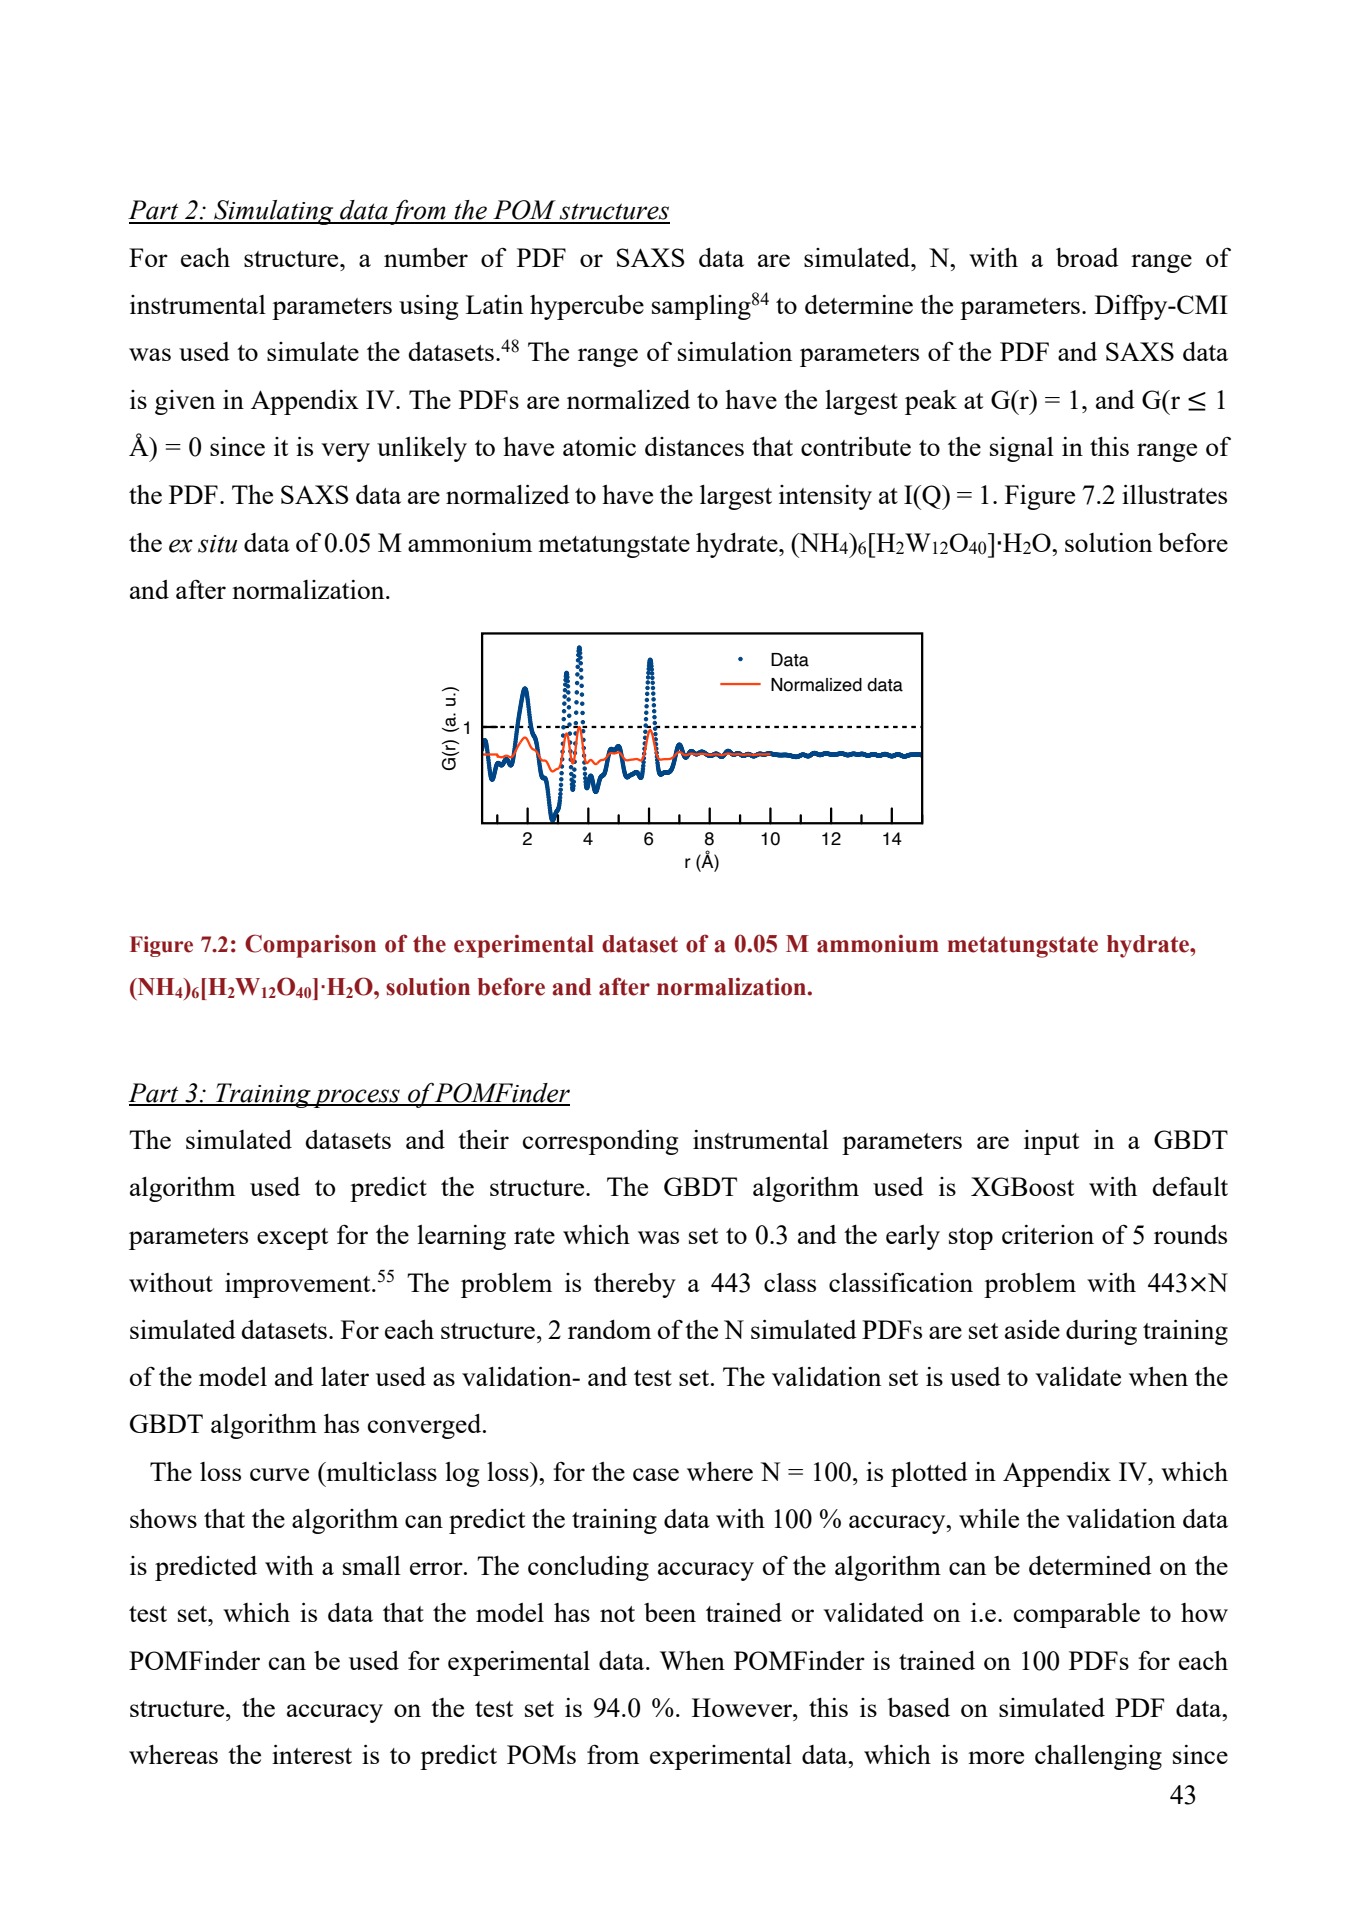 Part 2: Simulating data from the POM structures
For each structure, a number of PDF or SAXS data are simulated, N, with a broad range of
instrumental parameters using Latin hypercube sampling84 to determine the parameters. Diffpy-CMI
was used to simulate the datasets.48 The range of simulation parameters of the PDF and SAXS data
is given in Appendix IV. The PDFs are normalized to have the largest peak at G(r) = 1, and G(r ≤ 1
Å) = 0 since it is very unlikely to have atomic distances that contribute to the signal in this range of
the PDF. The SAXS data are normalized to have the largest intensity at I(Q) = 1. Figure 7.2 illustrates
the ex situ data of 0.05 M ammonium metatungstate hydrate, (NH4)6[H2W12O40]·H2O, solution before
and after normalization.
Data
Normalized data
G(r) (a. u.)
1
2 4 6 8 10 12 14
r (Å)
Figure 7.2: Comparison of the experimental dataset of a 0.05 M ammonium metatungstate hydrate,
(NH4)6[H2W12O40]·H2O, solution before and after normalization.
Part 3: Training process of POMFinder
The simulated datasets and their corresponding instrumental parameters are input in a GBDT
algorithm used to predict the structure. The GBDT algorithm used is XGBoost with default
parameters except for the learning rate which was set to 0.3 and the early stop criterion of 5 rounds
without improvement.55 The problem is thereby a 443 class classification problem with 443×N
simulated datasets. For each structure, 2 random of the N simulated PDFs are set aside during training
of the model and later used as validation- and test set. The validation set is used to validate when the
GBDT algorithm has converged.
The loss curve (multiclass log loss), for the case where N = 100, is plotted in Appendix IV, which
shows that the algorithm can predict the training data with 100 % accuracy, while the validation data
is predicted with a small error. The concluding accuracy of the algorithm can be determined on the
test set, which is data that the model has not been trained or validated on i.e. comparable to how
POMFinder can be used for experimental data. When POMFinder is trained on 100 PDFs for each
structure, the accuracy on the test set is 94.0 %. However, this is based on simulated PDF data,
whereas the interest is to predict POMs from experimental data, which is more challenging since
43